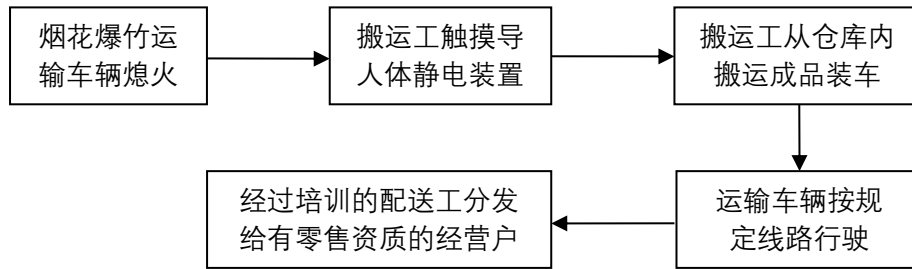 烟花爆竹运
输车辆熄火
搬运工触摸导
人体静电装置
搬运工从仓库内
搬运成品装车
运输车辆按规
定线路行驶
经过培训的配送工分发
给有零售资质的经营户